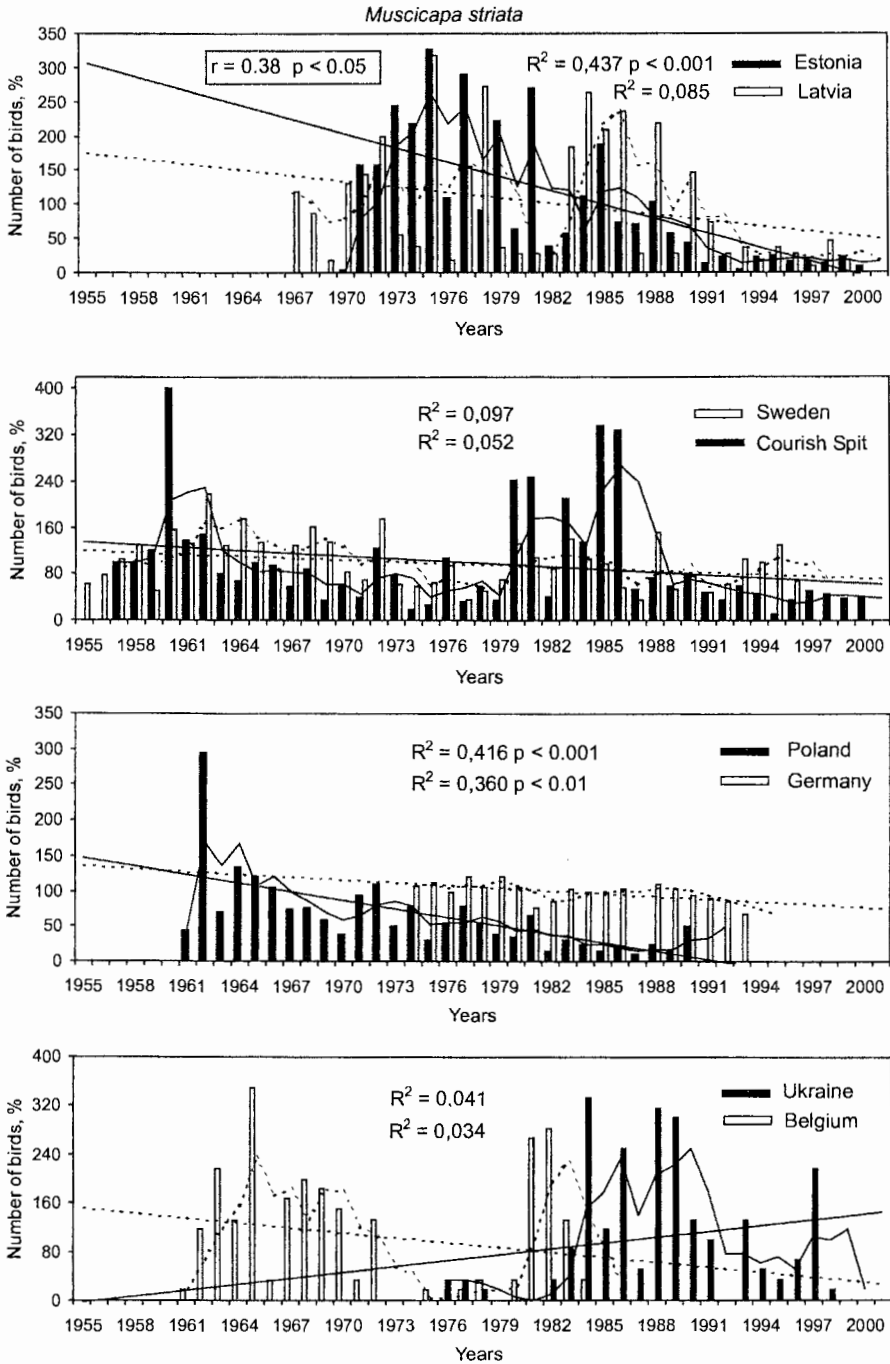 Muscicapa striata
Number of birds, %
350
300
250
200
150
100
50
0
r = 0.38 p < 0.05
R² = 0,437 p < 0.001
R² = 0,085
Estonia
Latvia
1955 1958 1961 1964 1967 1970 1973 1976 1979 1982 1985 1988 1991 1994 1997 2000
Years
Number of birds, %
400
320
240
160
80
0
R² = 0,097
R² = 0,052
Sweden
Courish Spit
1955 1958 1961 1964 1967 1970 1973 1976 1979 1982 1985 1988 1991 1994 1997 2000
Years
Number of birds, %
350
300
250
200
150
100
50
0
R² = 0,416 p < 0.001
R² = 0,360 p < 0.01
Poland
Germany
1955 1958 1961 1964 1967 1970 1973 1976 1979 1982 1985 1988 1991 1994 1997 2000
Years
Number of birds, %
400
320
240
160
80
0
R² = 0,041
R² = 0,034
Ukraine
Belgium
1955 1958 1961 1964 1967 1970 1973 1976 1979 1982 1985 1988 1991 1994 1997 2000
Years